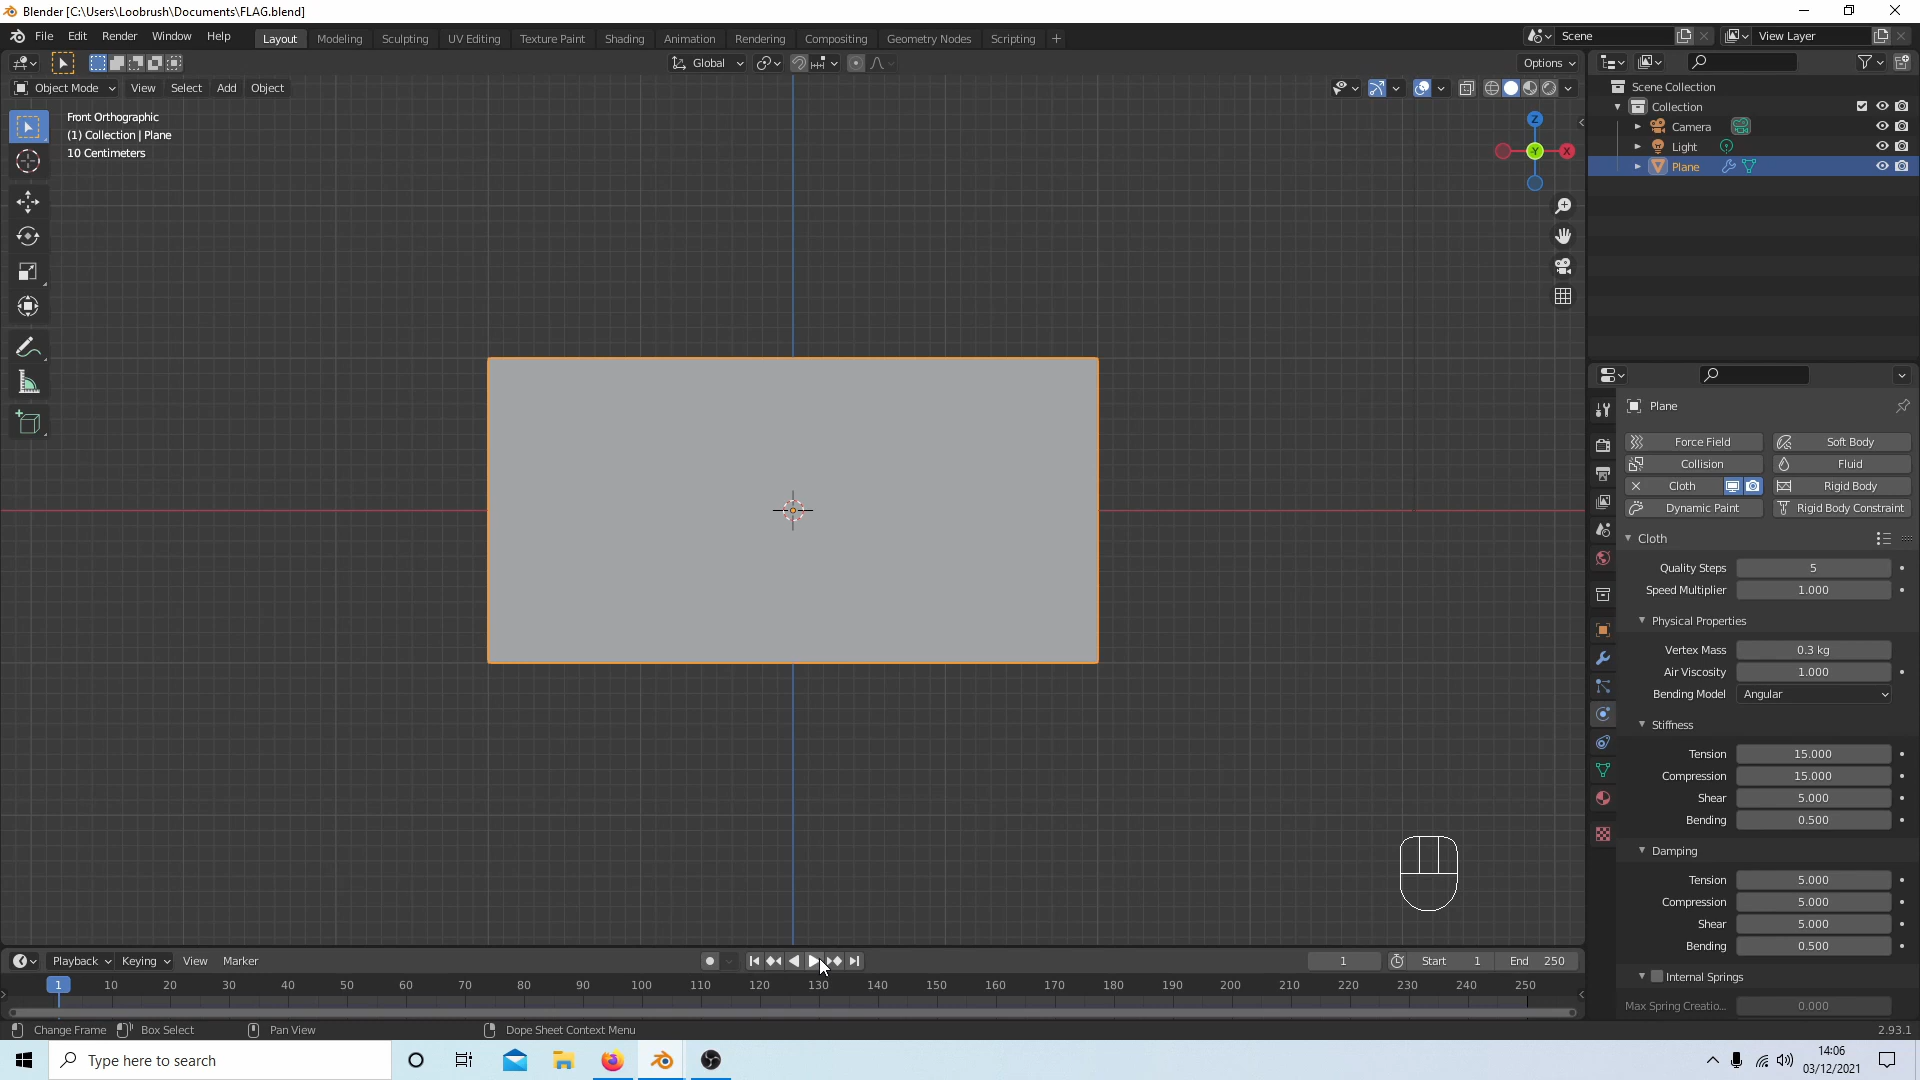 Blender [C:\Users\Loobrush\Documents\FLAG.blend]
File Edit Render Window Help Layout Modeling Sculpting UV Editing Texture Paint Shading Animation Rendering Compositing Geometry Nodes Scripting + Scene View Layer
Global Options
Object Mode View Select Add Object
Front Orthographic
(1) Collection | Plane
10 Centimeters
Z
Y
X
Scene Collection
Collection
Camera
Light
Plane
Plane
Force Field Soft Body
Collision Fluid
Cloth Rigid Body
Dynamic Paint Rigid Body Constraint
Cloth
Quality Steps 5
Speed Multiplier 1.000
Physical Properties
Vertex Mass 0.3 kg
Air Viscosity 1.000
Bending Model Angular
Stiffness
Tension 15.000
Compression 15.000
Shear 5.000
Bending 0.500
Damping
Tension 5.000
Compression 5.000
Shear 5.000
Bending 0.500
Internal Springs
Max Spring Creatio... 0.000
Playback Keying View Marker 1 Start 1 End 250
1 10 20 30 40 50 60 70 80 90 100 110 120 130 140 150 160 170 180 190 200 210 220 230 240 250
Change Frame Box Select Pan View Dope Sheet Context Menu 2.93.1
Type here to search
14:06
03/12/2021